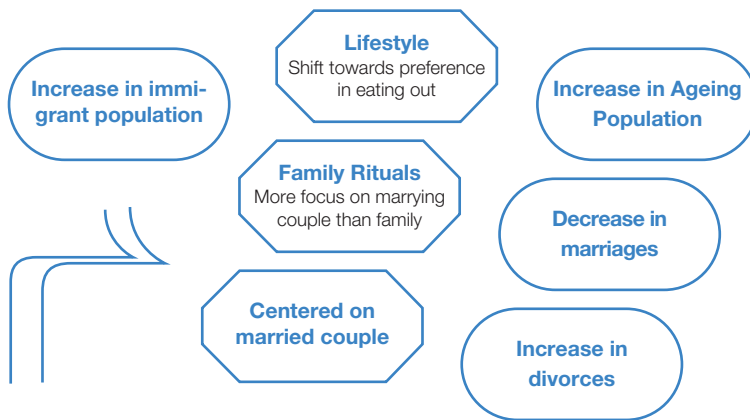 Increase in immi-
grant population
Lifestyle
Shift towards preference
in eating out
Increase in Ageing
Population
Family Rituals
More focus on marrying
couple than family
Decrease in
marriages
Centered on
married couple
Increase in
divorces